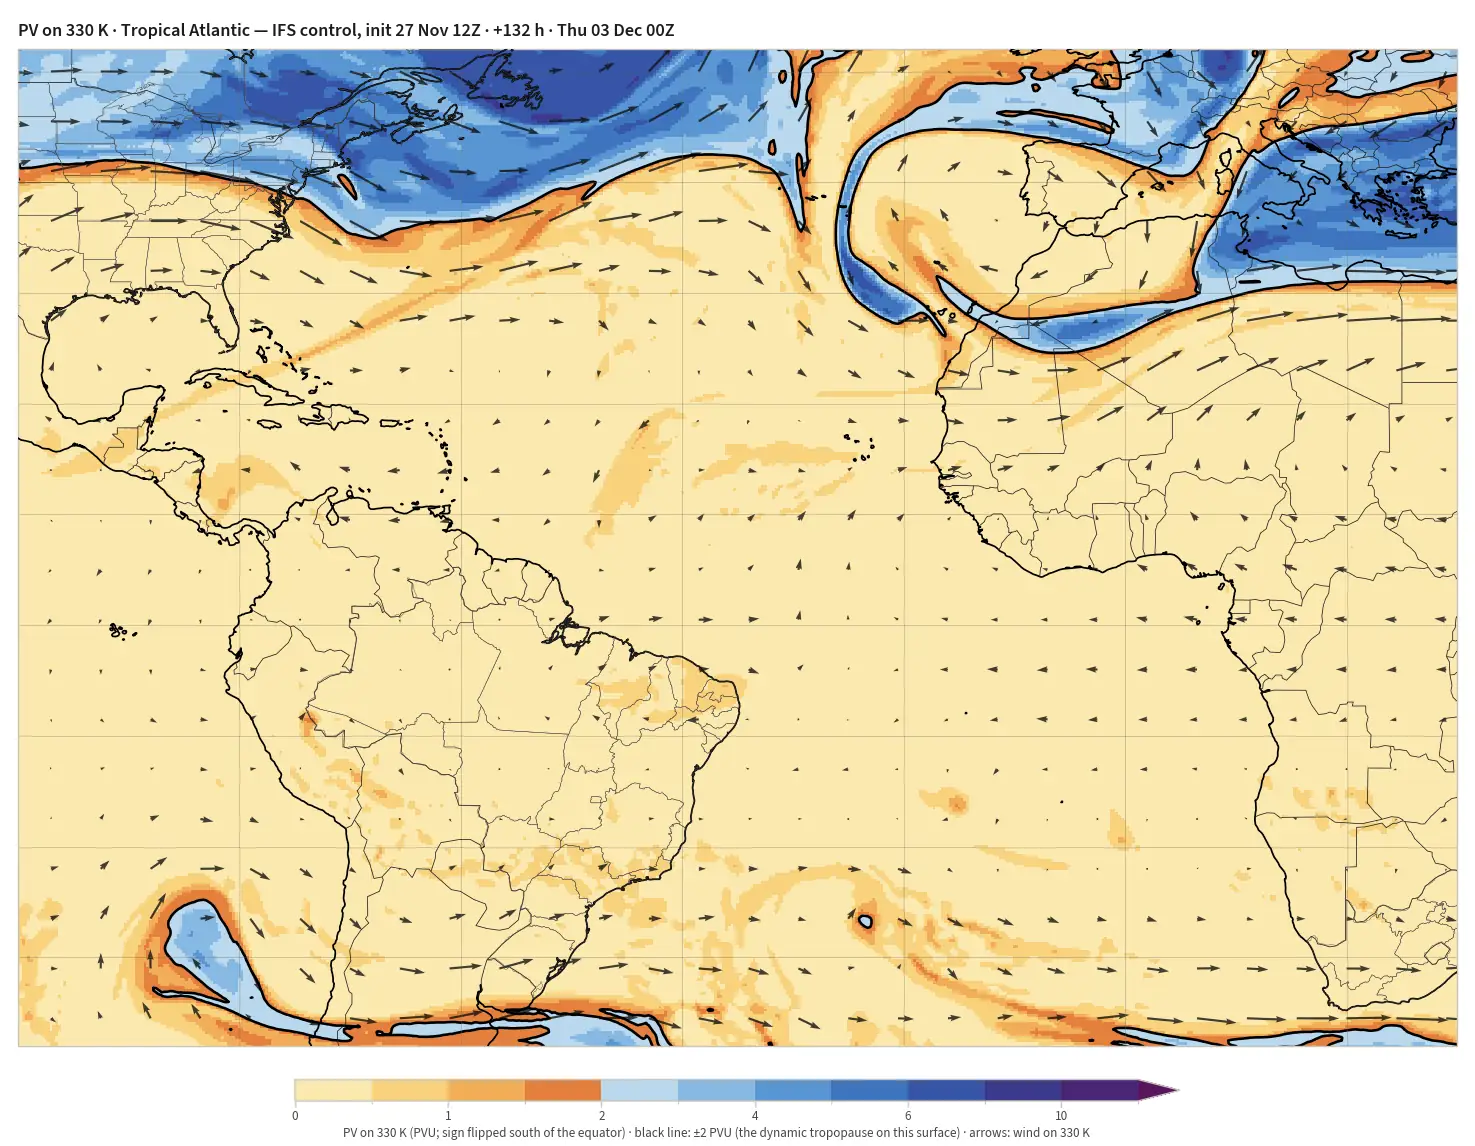 PV on 330 K · Tropical Atlantic — IFS control, init 27 Nov 12Z · +132 h · Thu 03 Dec 00Z
0 1 2 4 6 8 10
PV on 330 K (PVU; sign flipped south of the equator) · black line: ±2 PVU (the dynamic tropopause on this surface) · arrows: wind on 330 K